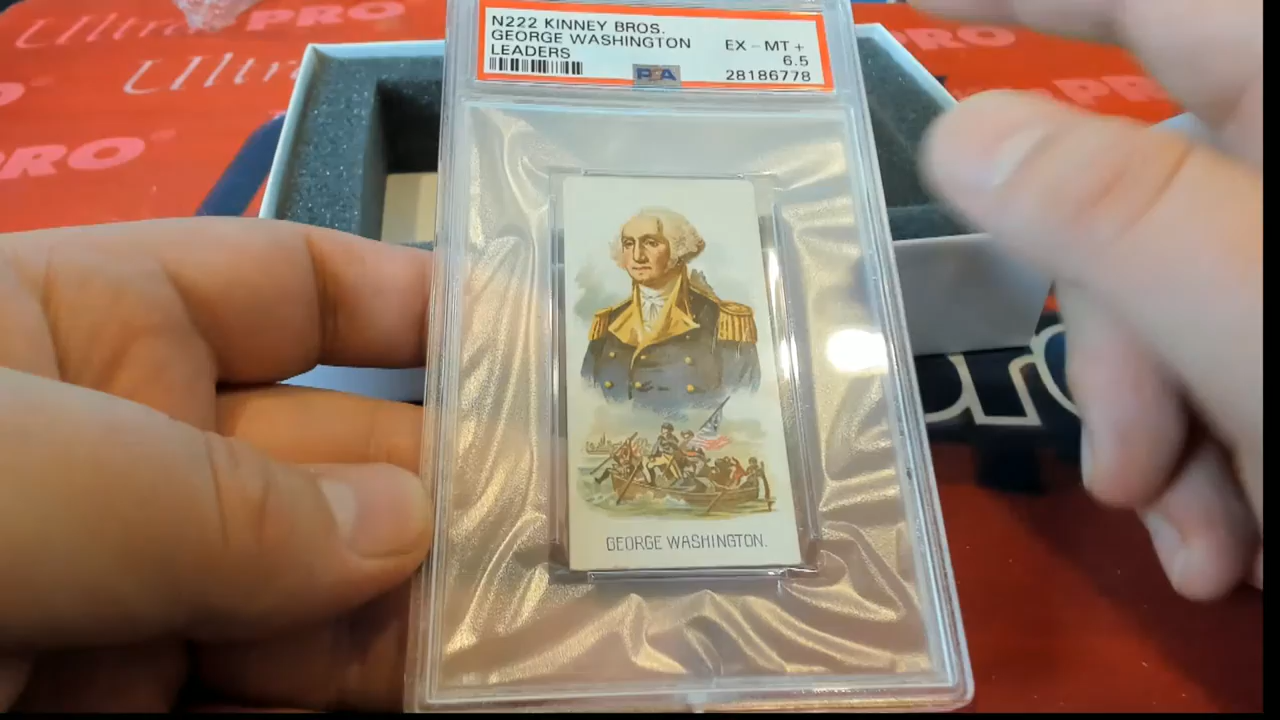 Ultra PRO®
PRO
Ultra
PRO®
N222 KINNEY BROS.
GEORGE WASHINGTON
LEADERS
EX - MT +
6.5
28186778
PSA
GEORGE WASHINGTON.